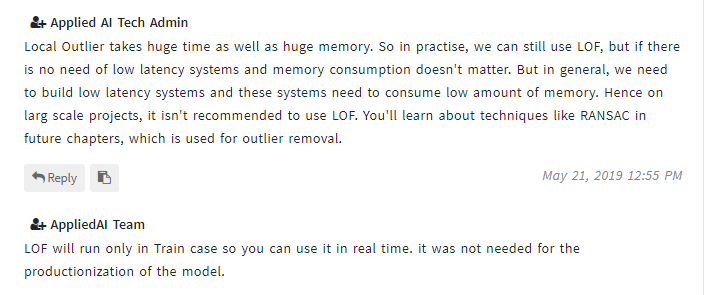 Applied AI Tech Admin
Local Outlier takes huge time as well as huge memory. So in practise, we can still use LOF, but if there
is no need of low latency systems and memory consumption doesn't matter. But in general, we need
to build low latency systems and these systems need to consume low amount of memory. Hence on
larg scale projects, it isn't recommended to use LOF. You'll learn about techniques like RANSAC in
future chapters, which is used for outlier removal.
Reply
May 21, 2019 12:55 PM
AppliedAI Team
LOF will run only in Train case so you can use it in real time. it was not needed for the
productionization of the model.